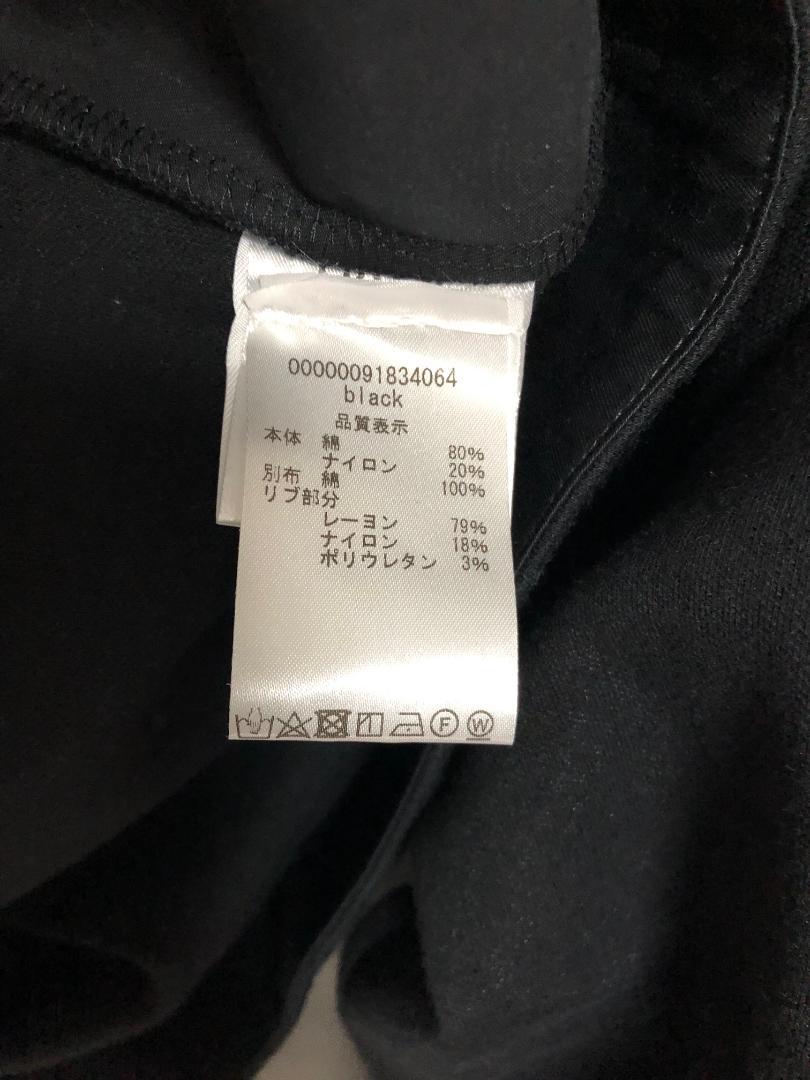 00000091834064
black
品質表示
本体 綿 80%
ナイロン 20%
別布 綿 100%
リブ部分
レーヨン 79%
ナイロン 18%
ポリウレタン 3%
F W